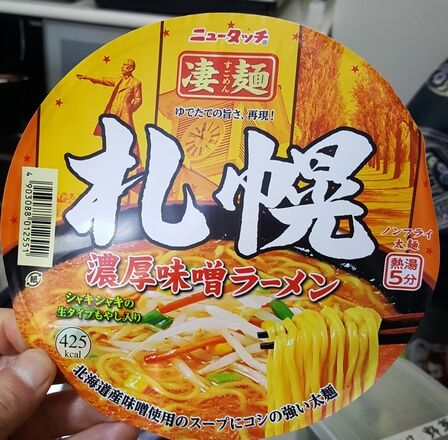 ニュータッチ®
凄麺
すごめん
ゆでたての旨さ、再現！
札幌
濃厚味噌ラーメン
ノンフライ
太麺
熱湯
5分
シャキシャキの
生タイプもやし入り
425
kcal
北海道産味噌使用のスープにコシの強い太麺
4903088012551